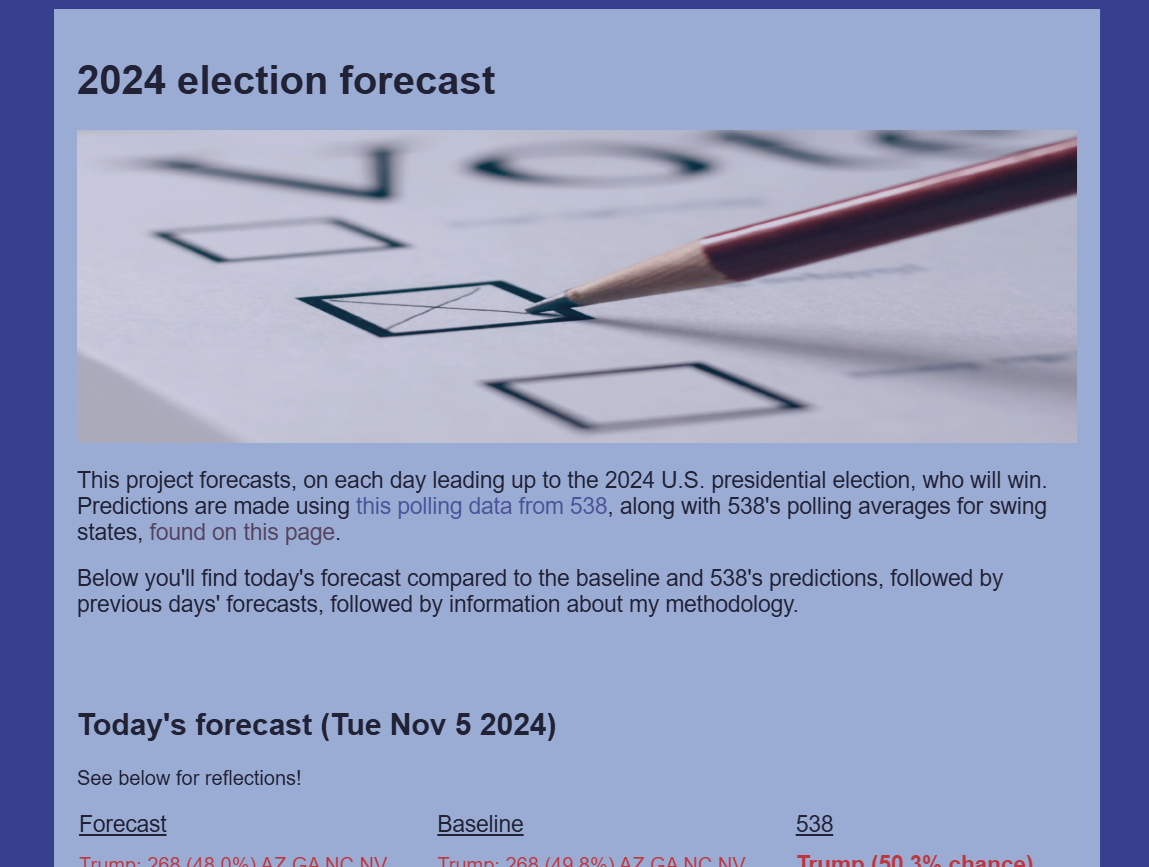 2024 election forecast
This project forecasts, on each day leading up to the 2024 U.S. presidential election, who will win.
Predictions are made using this polling data from 538, along with 538's polling averages for swing
states, found on this page.
Below you'll find today's forecast compared to the baseline and 538's predictions, followed by
previous days' forecasts, followed by information about my methodology.
Today's forecast (Tue Nov 5 2024)
See below for reflections!
Forecast Baseline 538
Trump: 268 (48.0%) AZ GA NC NV Trump: 268 (49.8%) AZ GA NC NV Trump (50.3% chance)